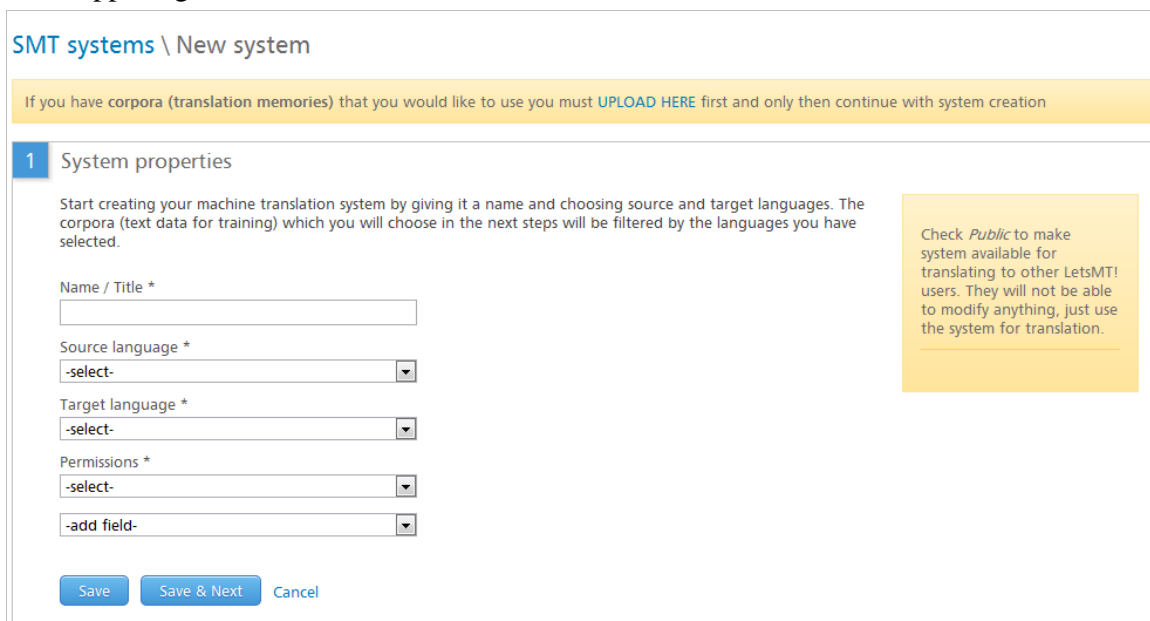 SMT systems \ New system
If you have corpora (translation memories) that you would like to use you must UPLOAD HERE first and only then continue with system creation
1 System properties
Start creating your machine translation system by giving it a name and choosing source and target languages. The
corpora (text data for training) which you will choose in the next steps will be filtered by the languages you have
selected.
Name / Title *
Source language *
-select-
Target language *
-select-
Permissions *
-select-
-add field-
Save Save & Next Cancel
Check Public to make
system available for
translating to other LetsMT!
users. They will not be able
to modify anything, just use
the system for translation.